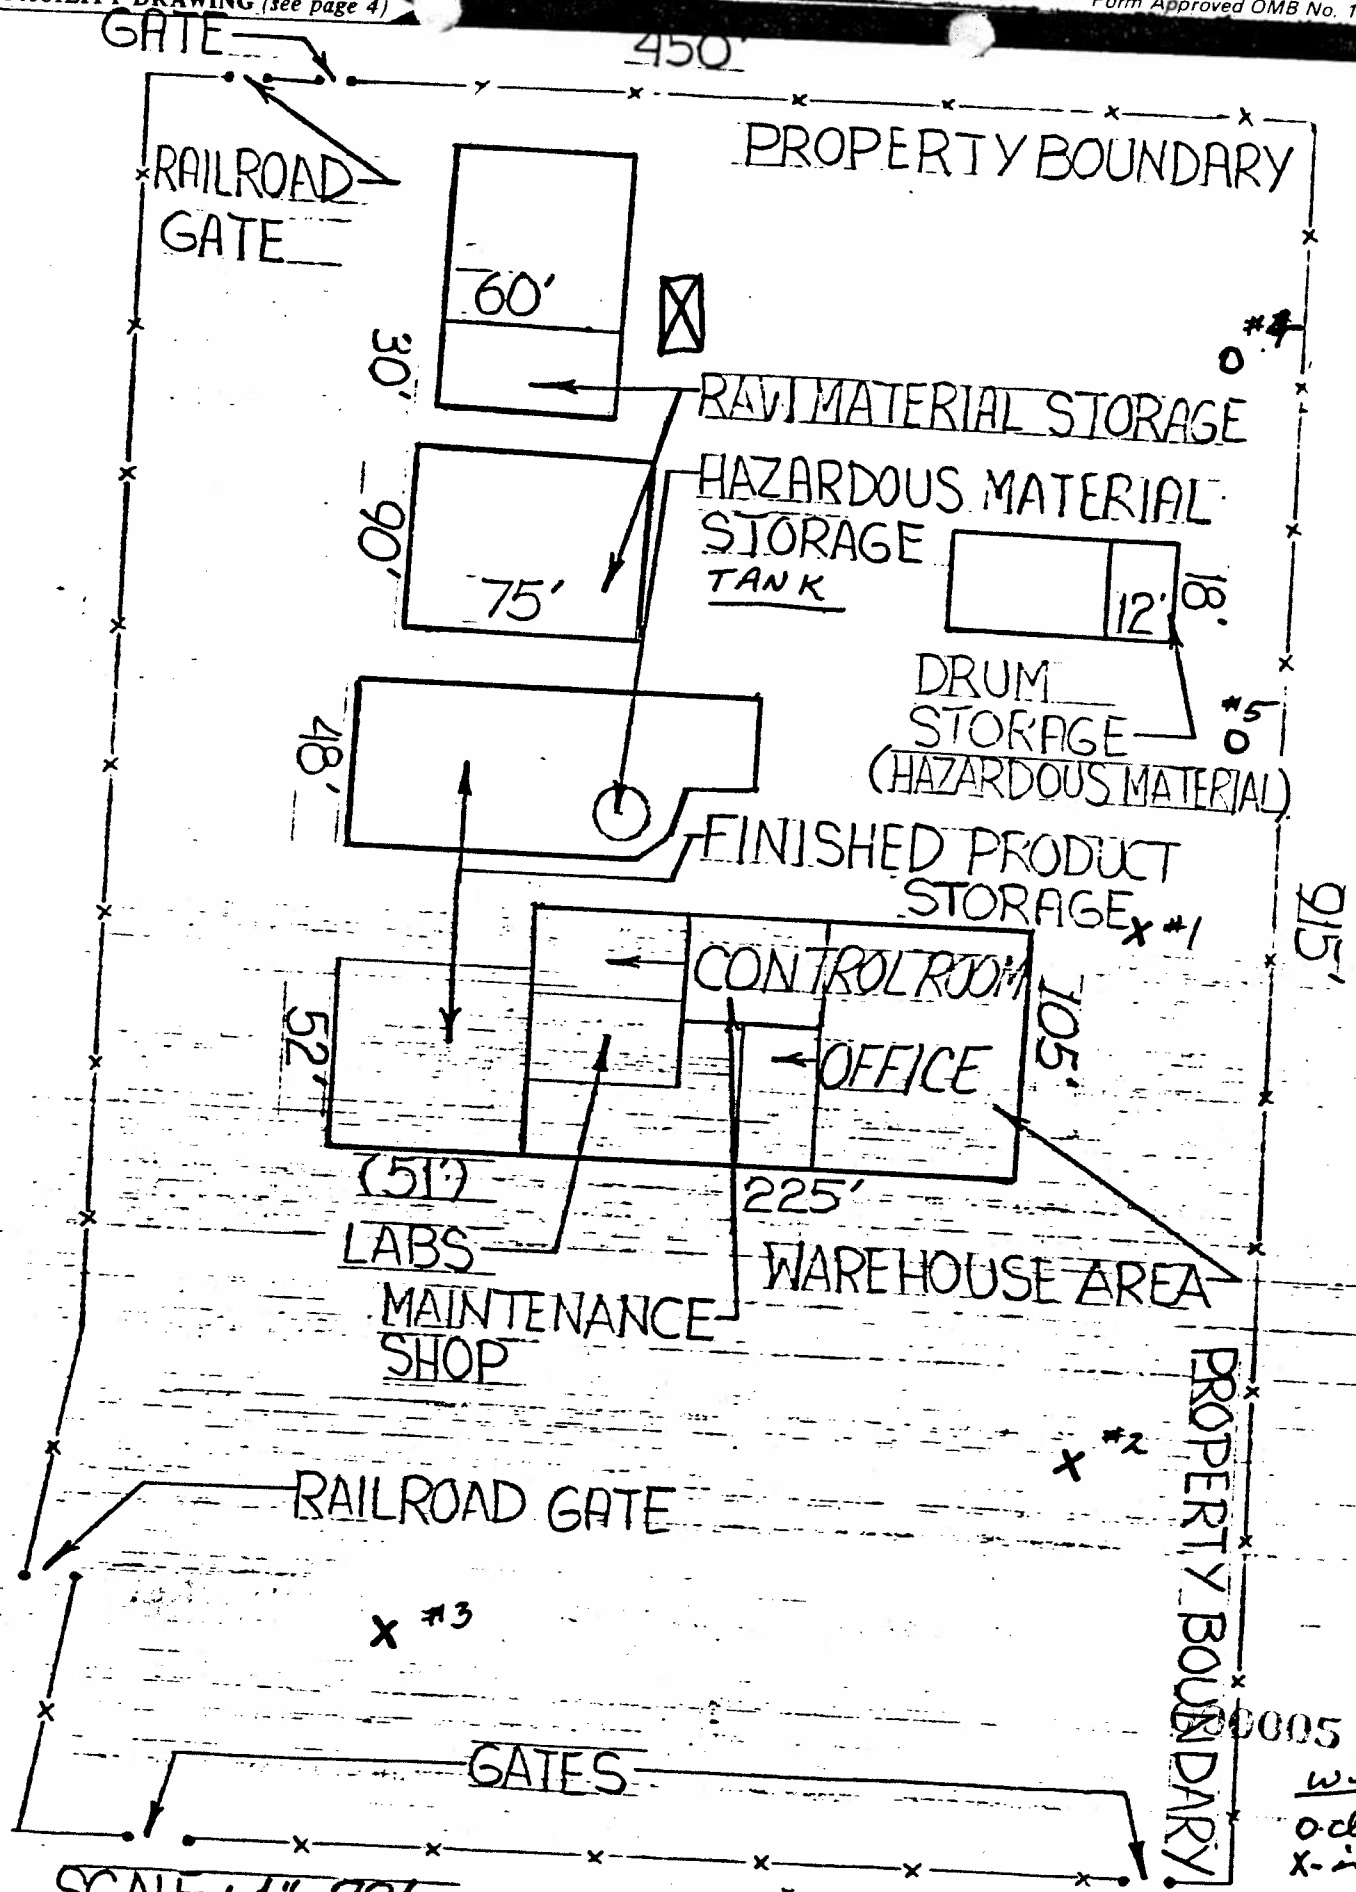 DRAWING (see page 4)
Form Approved OMB No. 1
GATE
450'
PROPERTY BOUNDARY
RAILROAD
GATE
60'
30'
#4
RAW MATERIAL STORAGE
HAZARDOUS MATERIAL
STORAGE
TANK
90'
75'
12'
18'
DRUM
STORAGE
(HAZARDOUS MATERIAL)
#5
48'
FINISHED PRODUCT
STORAGE
X #1
915'
CONTROL ROOM
105'
52'
OFFICE
(51')
225'
LABS
WAREHOUSE AREA
MAINTENANCE
SHOP
PROPERTY BOUNDARY
X #2
RAILROAD GATE
X #3
0005
GATES